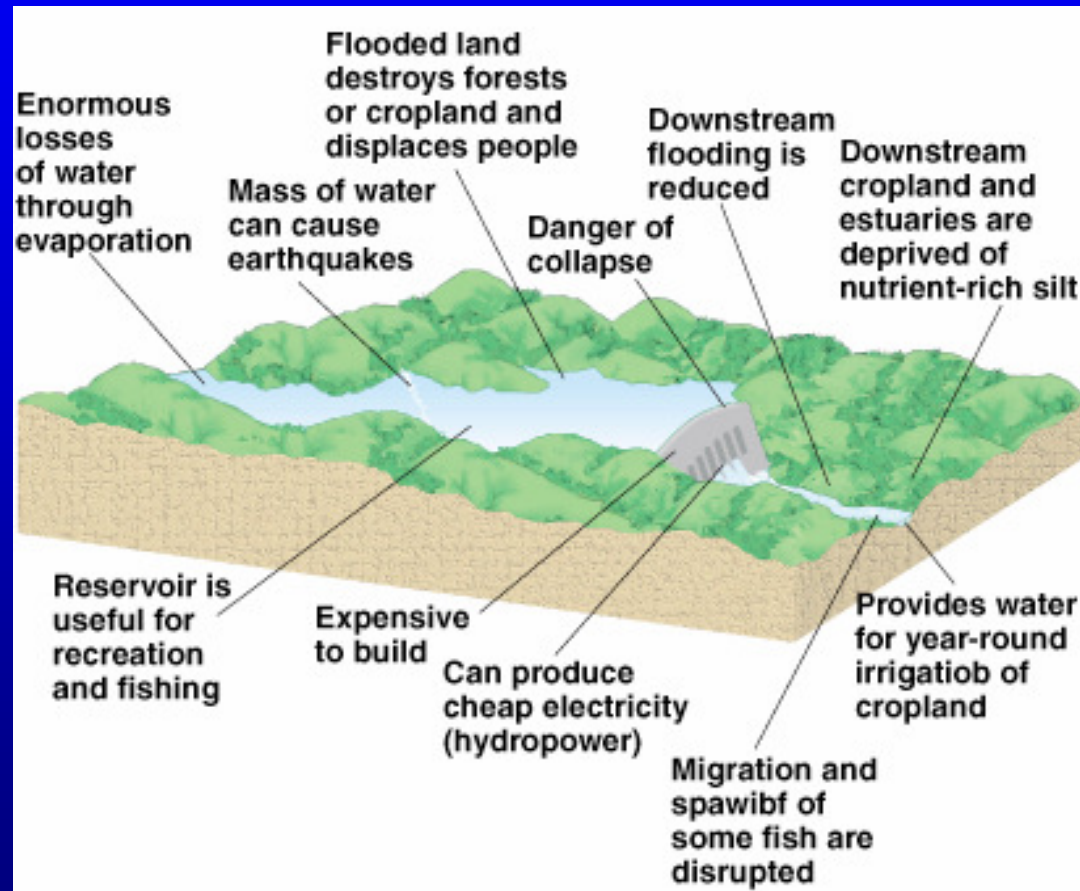 Flooded land
destroys forests
or cropland and
displaces people
Enormous
losses
of water
through
evaporation
Mass of water
can cause
earthquakes
Danger of
collapse
Downstream
flooding is
reduced
Downstream
cropland and
estuaries are
deprived of
nutrient-rich silt
Reservoir is
useful for
recreation
and fishing
Expensive
to build
Can produce
cheap electricity
(hydropower)
Migration and
spawibf of
some fish are
disrupted
Provides water
for year-round
irrigatiob of
cropland